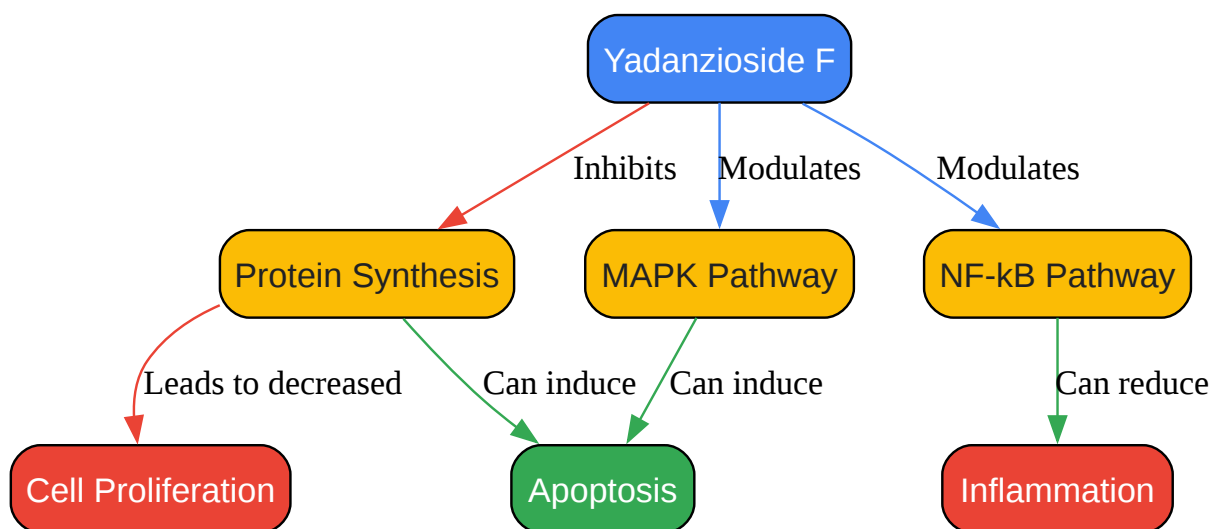 Yadanzioside F
Inhibits
Modulates
Modulates
Protein Synthesis
MAPK Pathway
NF-kB Pathway
Leads to decreased
Can induce
Can induce
Can reduce
Cell Proliferation
Apoptosis
Inflammation